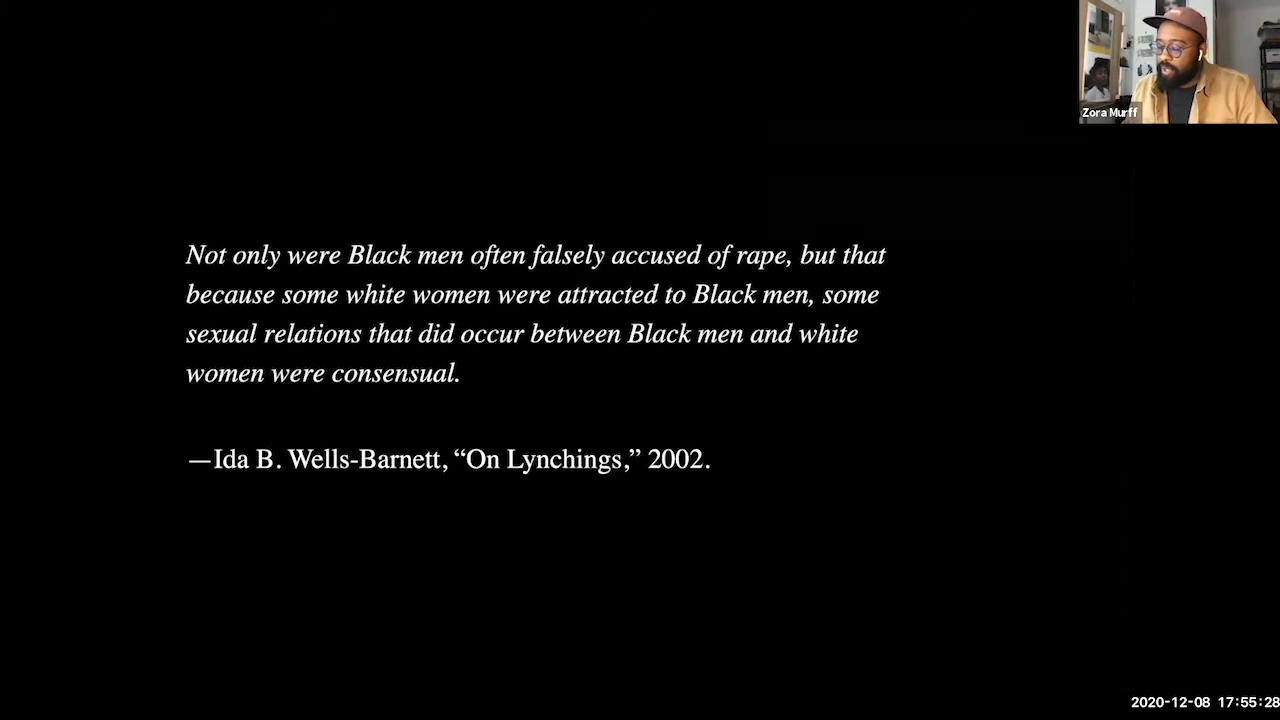 Zora Murff
Not only were Black men often falsely accused of rape, but that
because some white women were attracted to Black men, some
sexual relations that did occur between Black men and white
women were consensual.
—Ida B. Wells-Barnett, “On Lynchings,” 2002.
2020-12-08 17:55:28